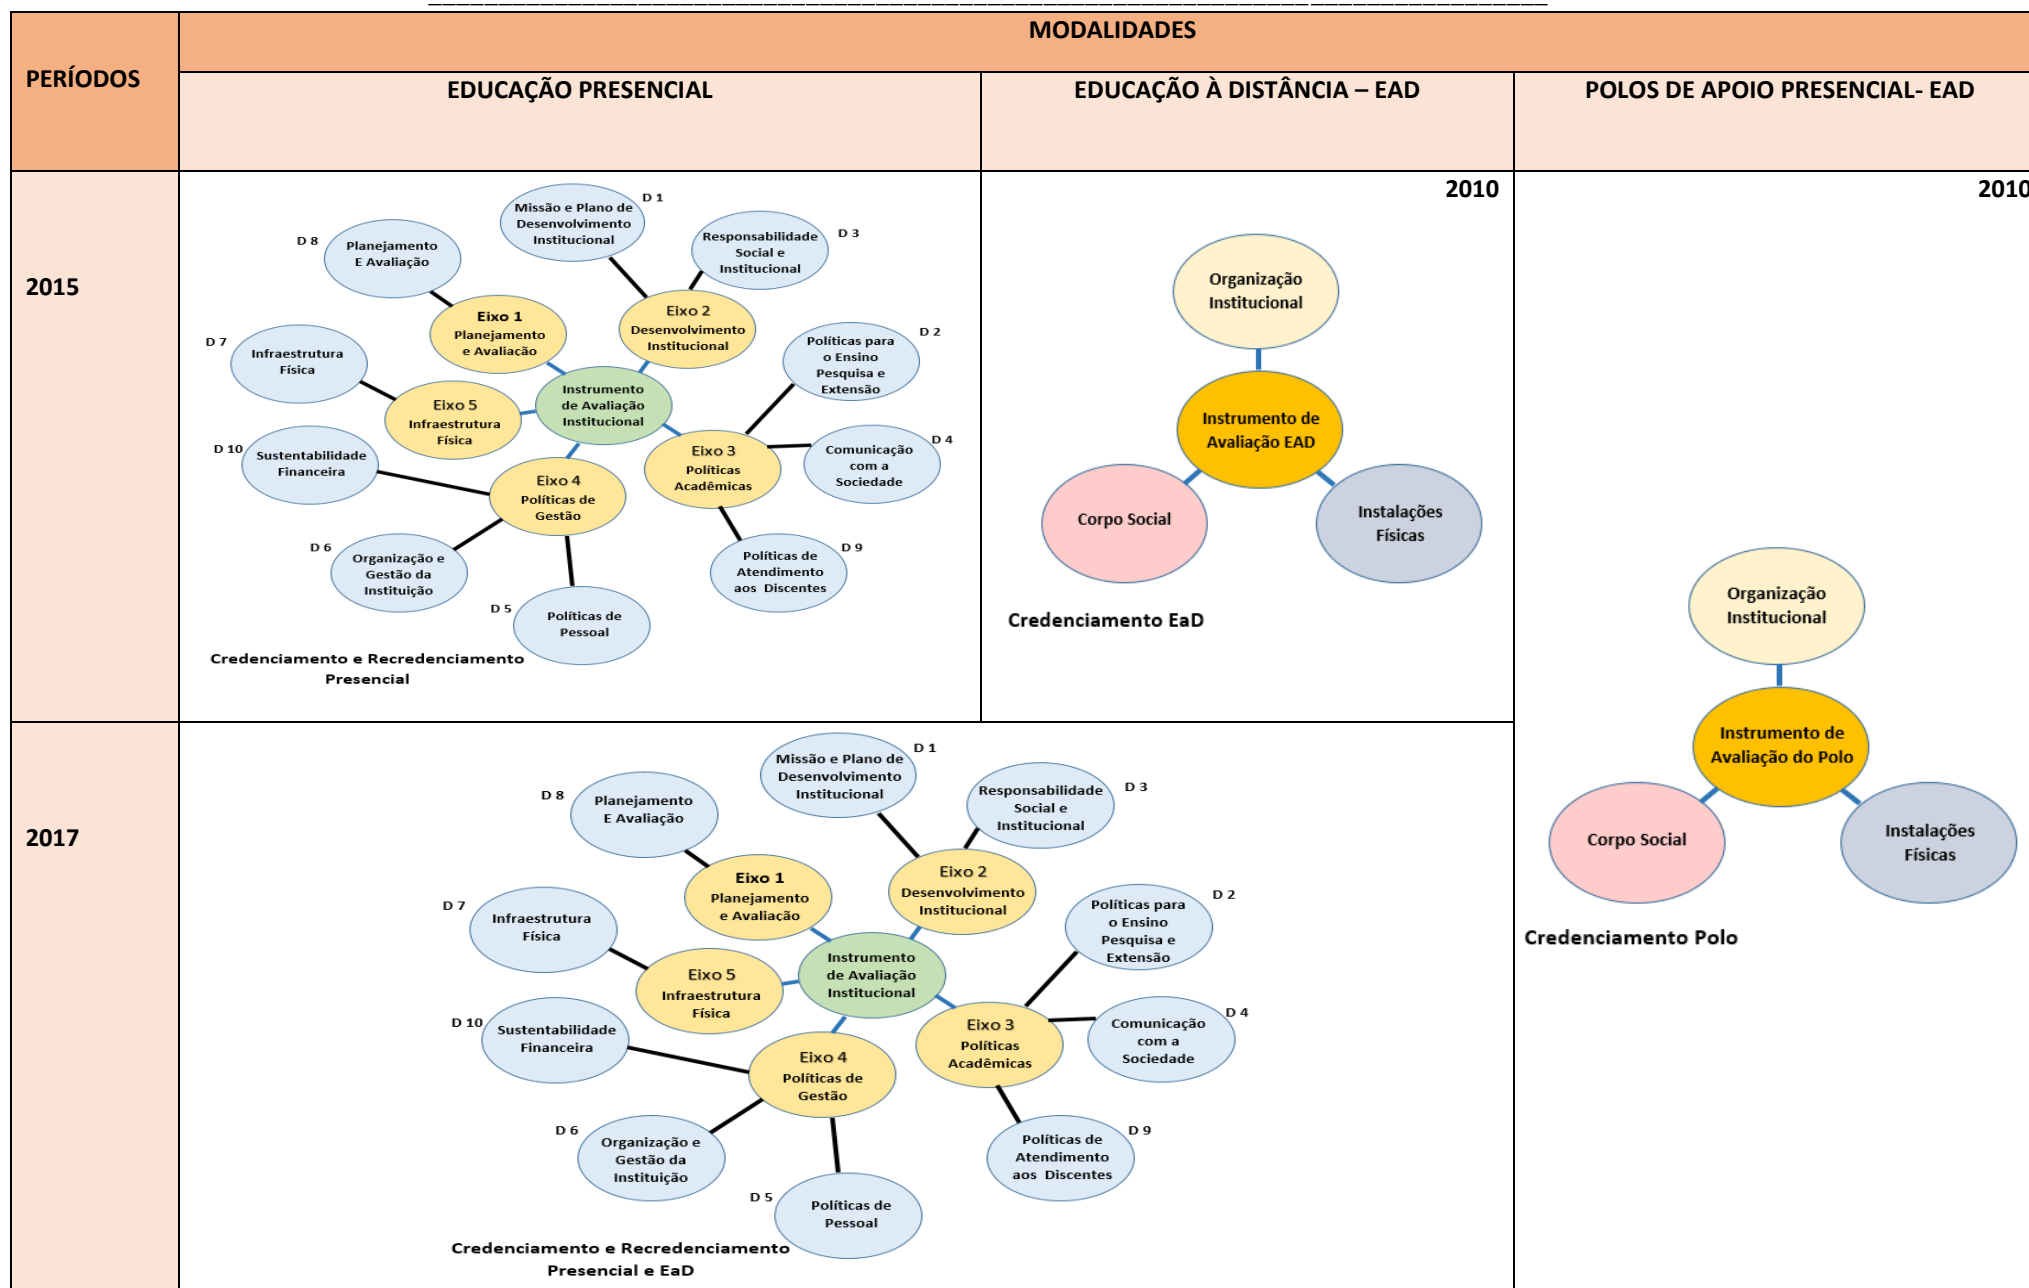 MODALIDADES
PERÍODOS
EDUCAÇÃO PRESENCIAL
EDUCAÇÃO À DISTÂNCIA – EAD
POLOS DE APOIO PRESENCIAL- EAD
2015
D 1
Missão e Plano de
Desenvolvimento
Institucional
D 3
Responsabilidade
Social e
Institucional
D 8
Planejamento
E Avaliação
Eixo 1
Planejamento
e Avaliação
Eixo 2
Desenvolvimento
Institucional
D 2
Políticas para
o Ensino
Pesquisa e
Extensão
D 7
Infraestrutura
Física
Eixo 5
Infraestrutura
Física
Instrumento
de Avaliação
Institucional
D 10
Sustentabilidade
Financeira
Eixo 3
Políticas
Acadêmicas
D 4
Comunicação
com a
Sociedade
Eixo 4
Políticas de
Gestão
D 6
Organização e
Gestão da
Instituição
D 9
Políticas de
Atendimento
aos Discentes
D 5
Políticas de
Pessoal
Credenciamento e Recredenciamento
Presencial
2010
Organização
Institucional
Instrumento de
Avaliação EAD
Corpo Social
Instalações
Físicas
Credenciamento EaD
2010
Organização
Institucional
Instrumento de
Avaliação do Polo
Corpo Social
Instalações
Físicas
Credenciamento Polo
2017
D 1
Missão e Plano de
Desenvolvimento
Institucional
D 3
Responsabilidade
Social e
Institucional
D 8
Planejamento
E Avaliação
Eixo 1
Planejamento
e Avaliação
Eixo 2
Desenvolvimento
Institucional
D 2
Políticas para
o Ensino
Pesquisa e
Extensão
D 7
Infraestrutura
Física
Eixo 5
Infraestrutura
Física
Instrumento
de Avaliação
Institucional
D 10
Sustentabilidade
Financeira
Eixo 3
Políticas
Acadêmicas
D 4
Comunicação
com a
Sociedade
Eixo 4
Políticas de
Gestão
D 6
Organização e
Gestão da
Instituição
D 9
Políticas de
Atendimento
aos Discentes
D 5
Políticas de
Pessoal
Credenciamento e Recredenciamento
Presencial e EaD